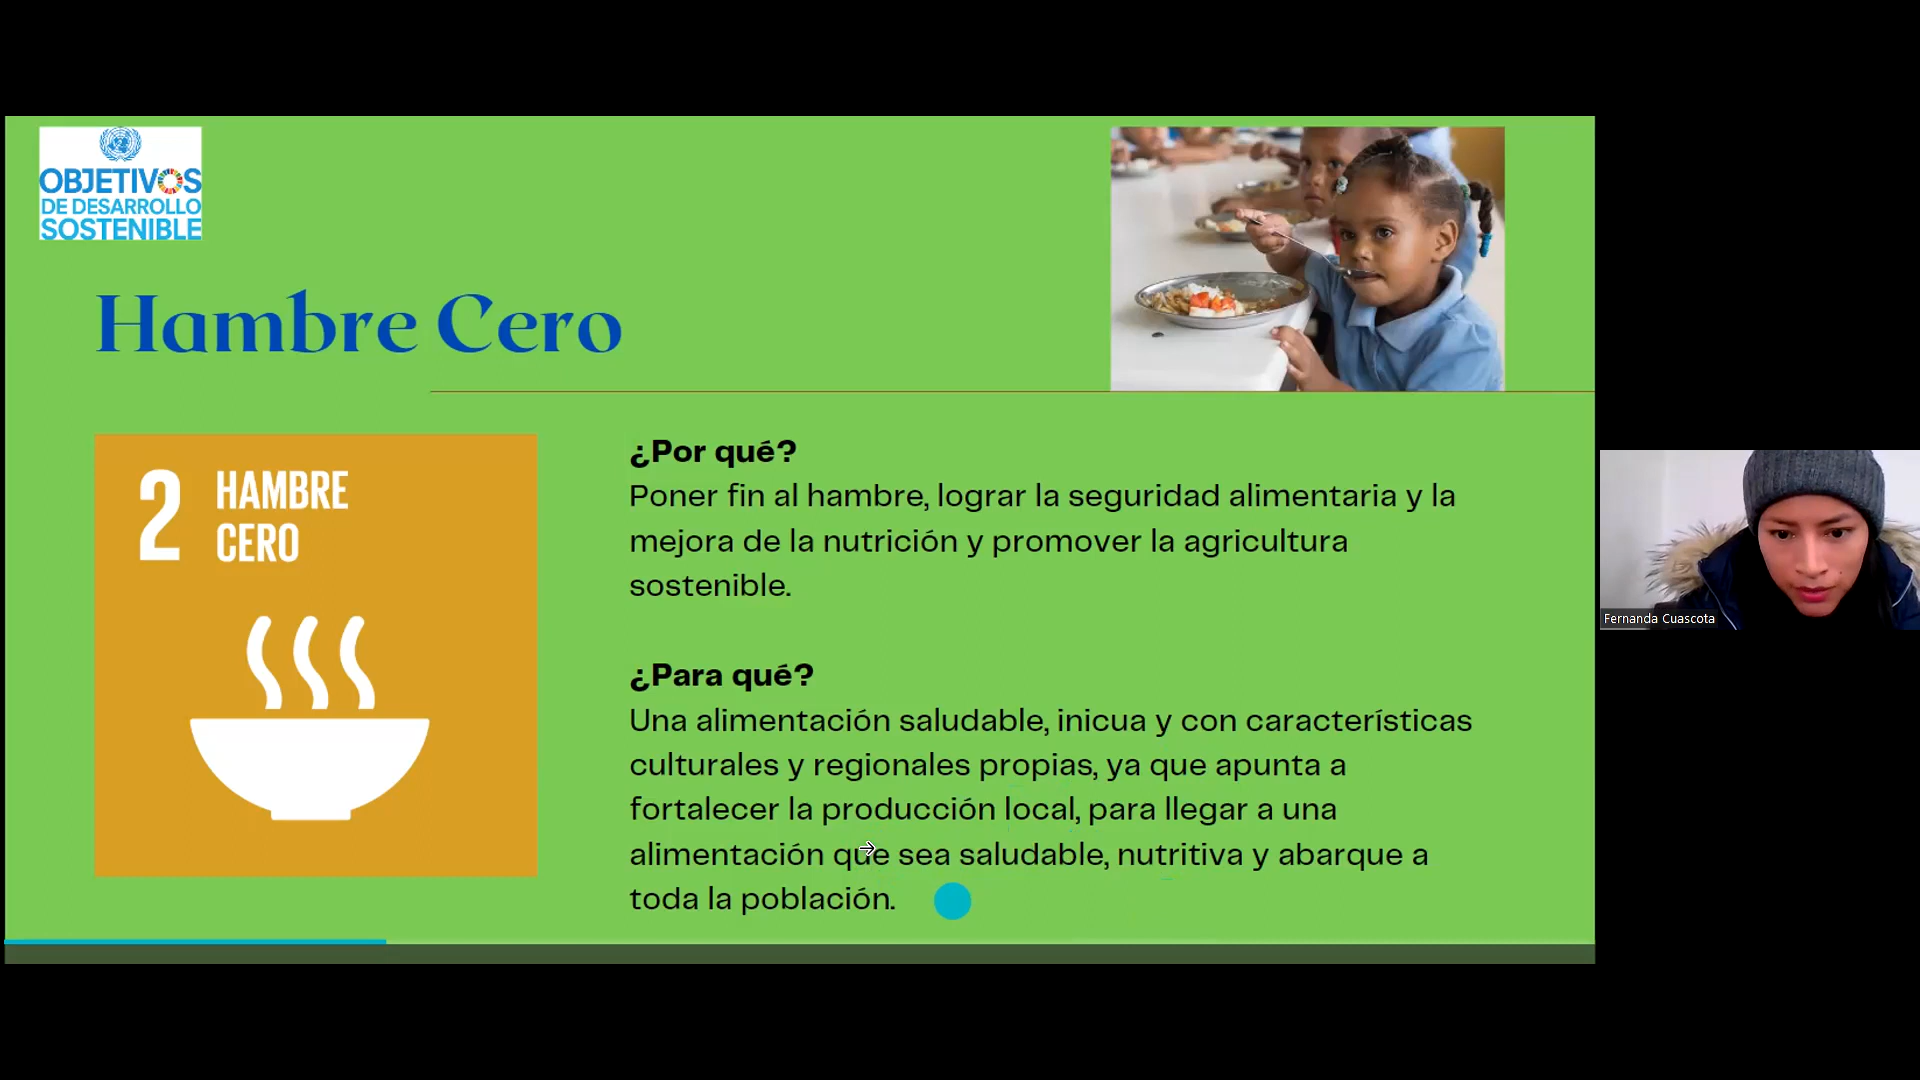 OBJETIVOS
DE DESARROLLO
SOSTENIBLE
Hambre Cero
2 HAMBRE
CERO
¿Por qué?
Poner fin al hambre, lograr la seguridad alimentaria y la
mejora de la nutrición y promover la agricultura
sostenible.
¿Para qué?
Una alimentación saludable, inicua y con características
culturales y regionales propias, ya que apunta a
fortalecer la producción local, para llegar a una
alimentación que sea saludable, nutritiva y abarque a
toda la población.
Fernanda Cuascota